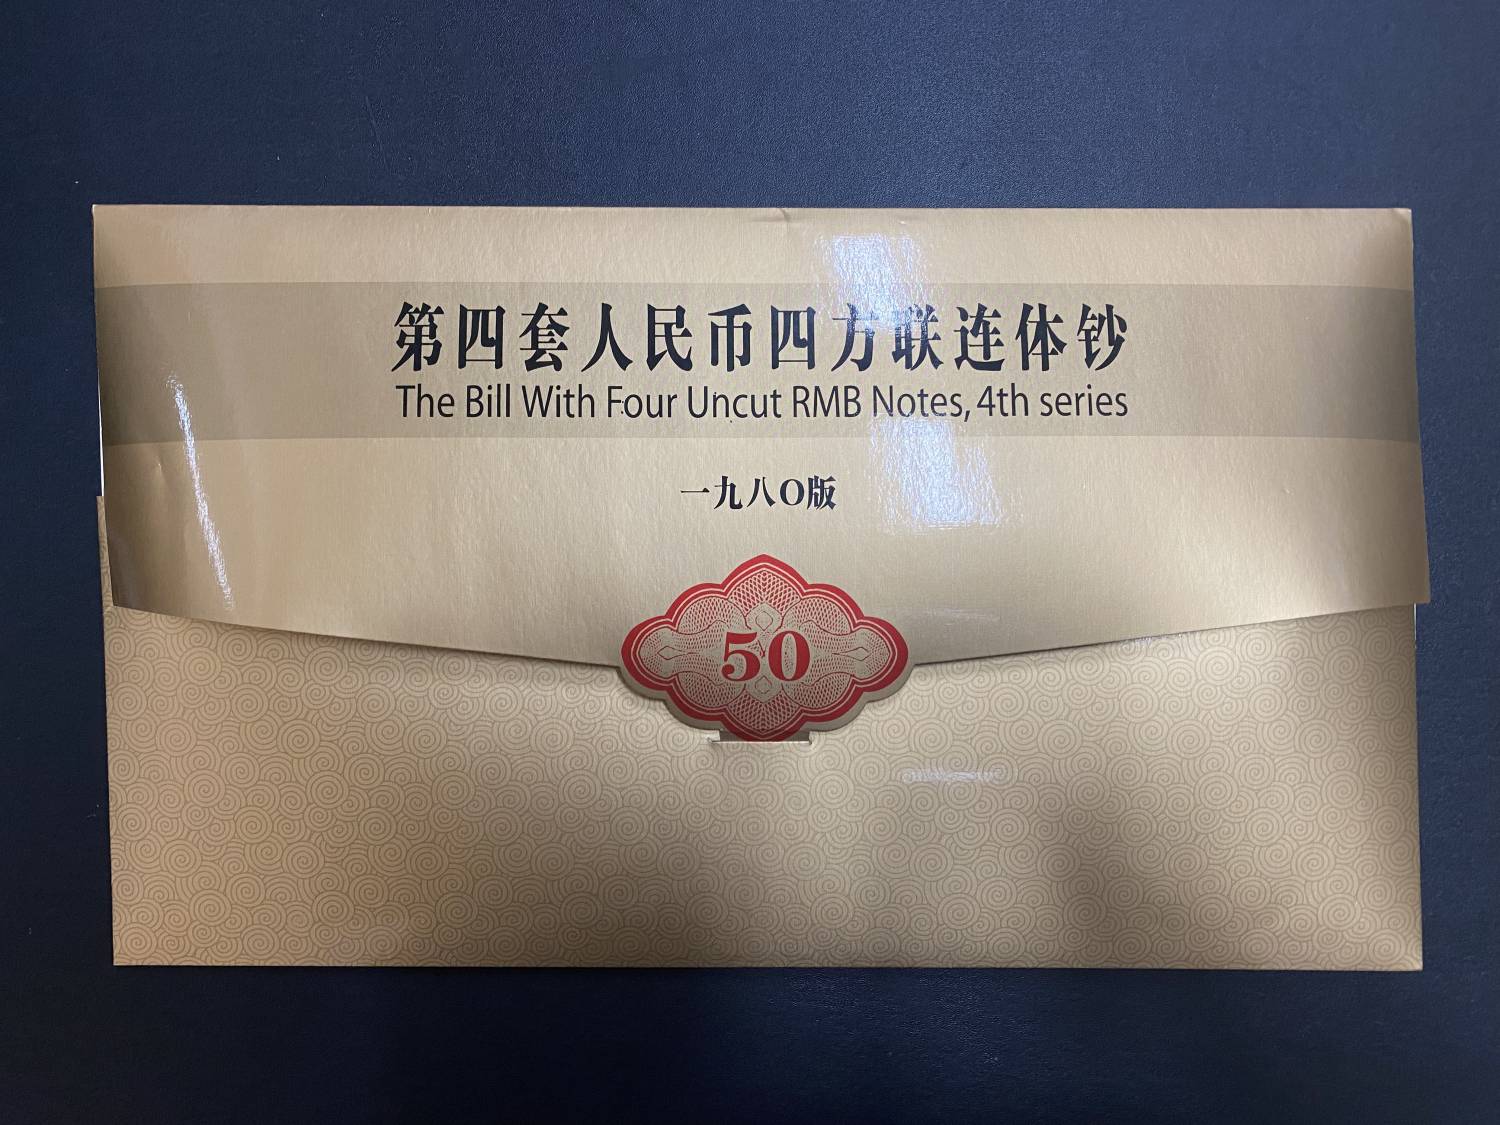 第四套人民币四方联连体钞
The Bill With Four Uncut RMB Notes, 4th series
一九八〇版
50